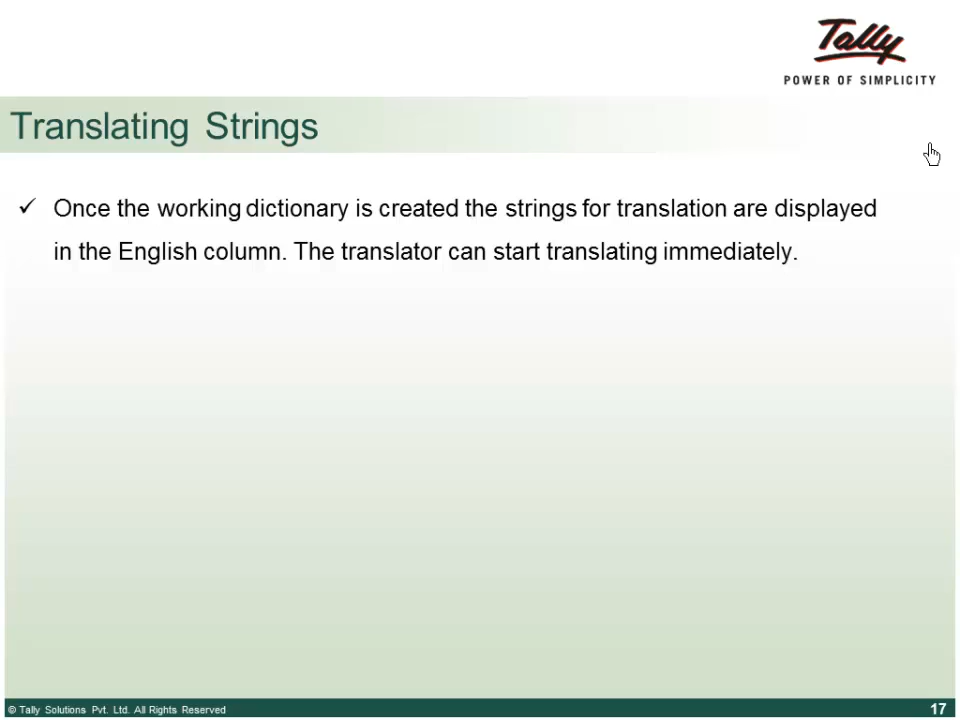 Tally
POWER OF SIMPLICITY
Translating Strings
✓ Once the working dictionary is created the strings for translation are displayed
in the English column. The translator can start translating immediately.
© Tally Solutions Pvt. Ltd. All Rights Reserved
17